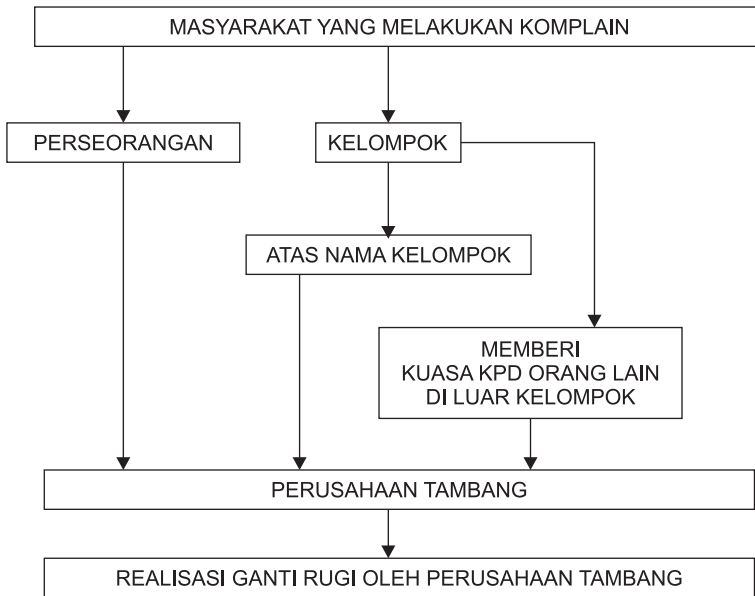 MASYARAKAT YANG MELAKUKAN KOMPLAIN
PERSEORANGAN
KELOMPOK
ATAS NAMA KELOMPOK
MEMBERI
KUASA KPD ORANG LAIN
DI LUAR KELOMPOK
PERUSAHAAN TAMBANG
REALISASI GANTI RUGI OLEH PERUSAHAAN TAMBANG